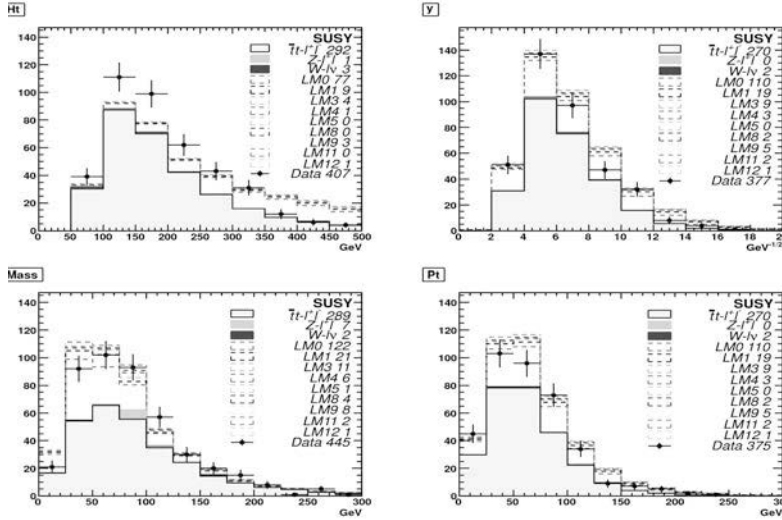 Ht
SUSY
t̄t-l⁺l⁻ 292
Z-l⁺l⁻ 1
W-lν 3
LM0 77
LM1 9
LM3 4
LM4 1
LM5 0
LM8 0
LM9 3
LM11 0
LM12 1
Data 407
140
120
100
80
60
40
20
0
0 50 100 150 200 250 300 350 400 450 500
GeV
y
SUSY
t̄t-l⁺l⁻ 270
Z-l⁺l⁻ 0
W-lν 2
LM0 110
LM1 19
LM3 9
LM4 3
LM5 0
LM8 2
LM9 5
LM11 2
LM12 1
Data 377
140
120
100
80
60
40
20
0
0 2 4 6 8 10 12 14 16 18 20
GeV⁻¹/²
Mass
SUSY
t̄t-l⁺l⁻ 289
Z-l⁺l⁻ 7
W-lν 2
LM0 122
LM1 21
LM3 11
LM4 6
LM5 1
LM8 4
LM9 8
LM11 2
LM12 1
Data 445
140
120
100
80
60
40
20
0
0 50 100 150 200 250 300
GeV
Pt
SUSY
t̄t-l⁺l⁻ 270
Z-l⁺l⁻ 0
W-lν 2
LM0 110
LM1 19
LM3 9
LM4 3
LM5 0
LM8 2
LM9 5
LM11 2
LM12 1
Data 375
140
120
100
80
60
40
20
0
0 50 100 150 200 250 300
GeV